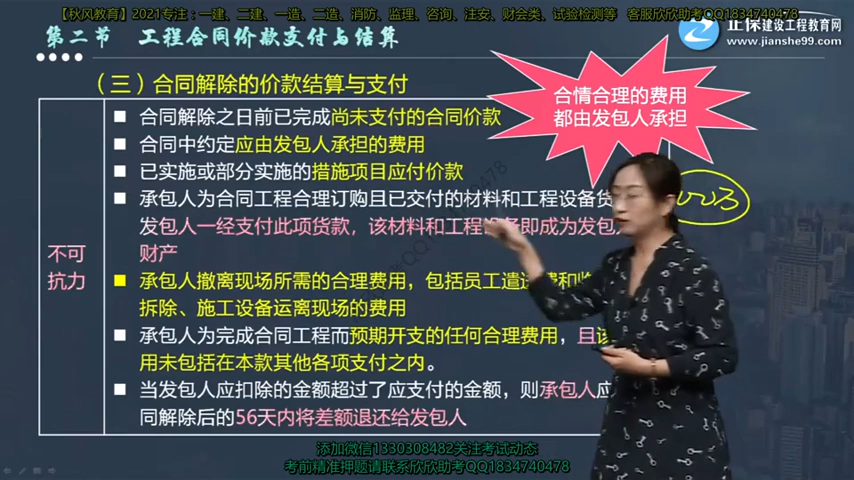 【秋风教育】2021专注：一建、二建、一造、二造、消防、监理、咨询、注安、财会类、试验检测等 客服欣欣助考QQ1834740478
第二节 工程合同价款交付与结算
正保建设工程教育网
www.jianshe99.com
（三）合同解除的价款结算与支付
合情合理的费用
都由发包人承担
不可
抗力
合同解除之日前已完成尚未支付的合同价款
合同中约定应由发包人承担的费用
已实施或部分实施的措施项目应付价款
承包人为合同工程合理订购且已交付的材料和工程设备货
发包人一经支付此项货款，该材料和工程设备即成为发包
财产
承包人撤离现场所需的合理费用，包括员工遣送费和临
拆除、施工设备运离现场的费用
承包人为完成合同工程而预期开支的任何合理费用，且该
用未包括在本款其他各项支付之内。
当发包人应扣除的金额超过了应支付的金额，则承包人应
同解除后的56天内将差额退还给发包人
添加微信1330308482关注考试动态
考前精准押题请联系欣欣助考QQ1834740478